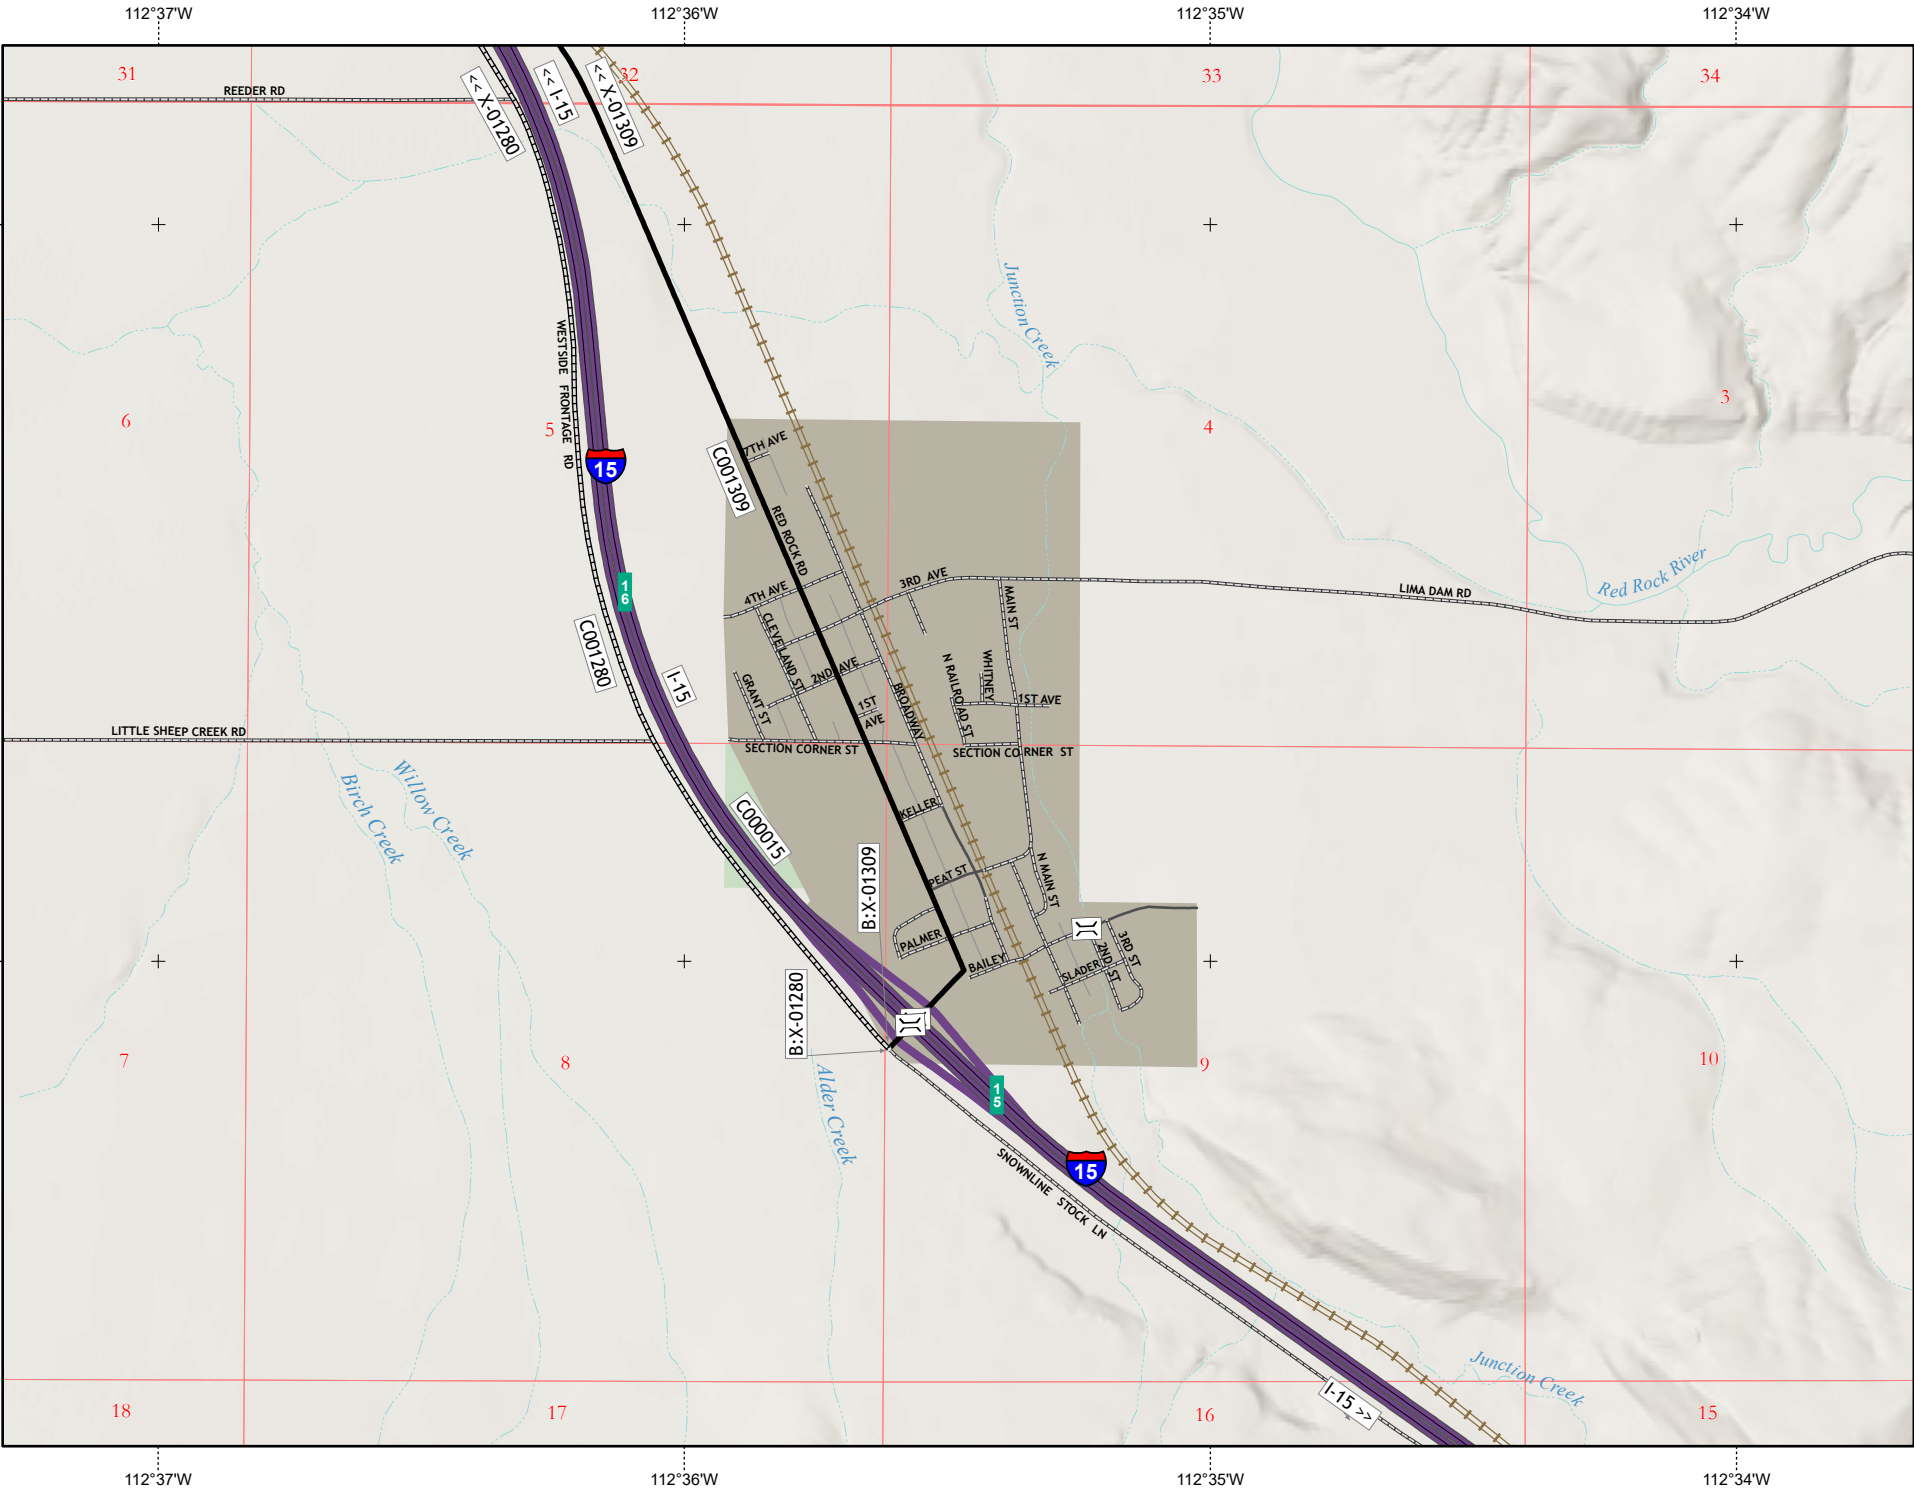 112°37'W
112°36'W
112°35'W
112°34'W
31
32
33
34
REEDER RD
<< X-01280
<< I-15
<< X-01309
Junction Creek
WESTSIDE FRONTAGE RD
6
5
4
3
15
7TH AVE
C001309
RED ROCK RD
16
4TH AVE
3RD AVE
MAIN ST
LIMA DAM RD
Red Rock River
CLEVELAND ST
C001280
I-15
GRANT ST
2ND AVE
1ST AVE
BROADWAY
N RAILROAD ST
WHITNEY
1ST AVE
LITTLE SHEEP CREEK RD
SECTION CORNER ST
SECTION CORNER ST
Birch Creek
Willow Creek
C000015
KELLER
B:X-01309
PEAT ST
N MAIN ST
PALMER
BAILEY
SLADER
2ND ST
3RD ST
B:X-01280
7
8
9
10
Alder Creek
15
15
SNOWNLINE STOCK LN
Junction Creek
I-15 >>
18
17
16
15
112°37'W
112°36'W
112°35'W
112°34'W